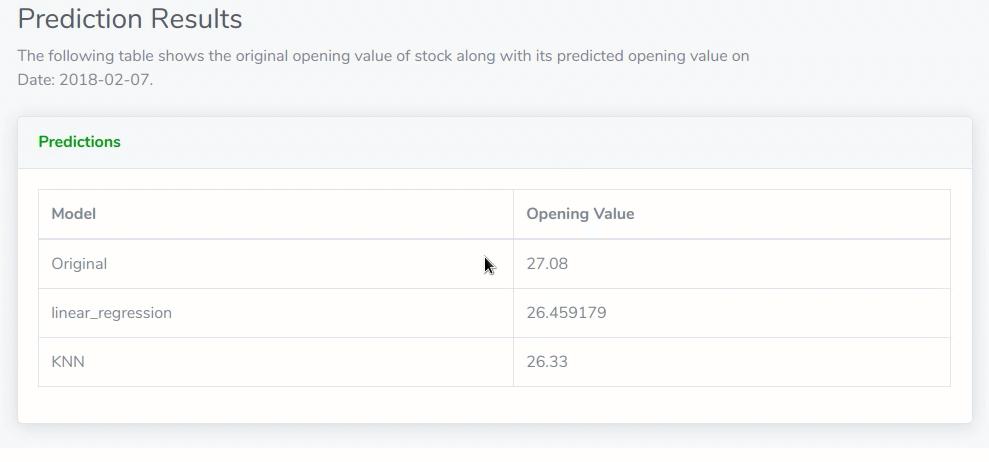 Prediction Results
The following table shows the original opening value of stock along with its predicted opening value on
Date: 2018-02-07.
Predictions
Model Opening Value
Original 27.08
linear_regression 26.459179
KNN 26.33